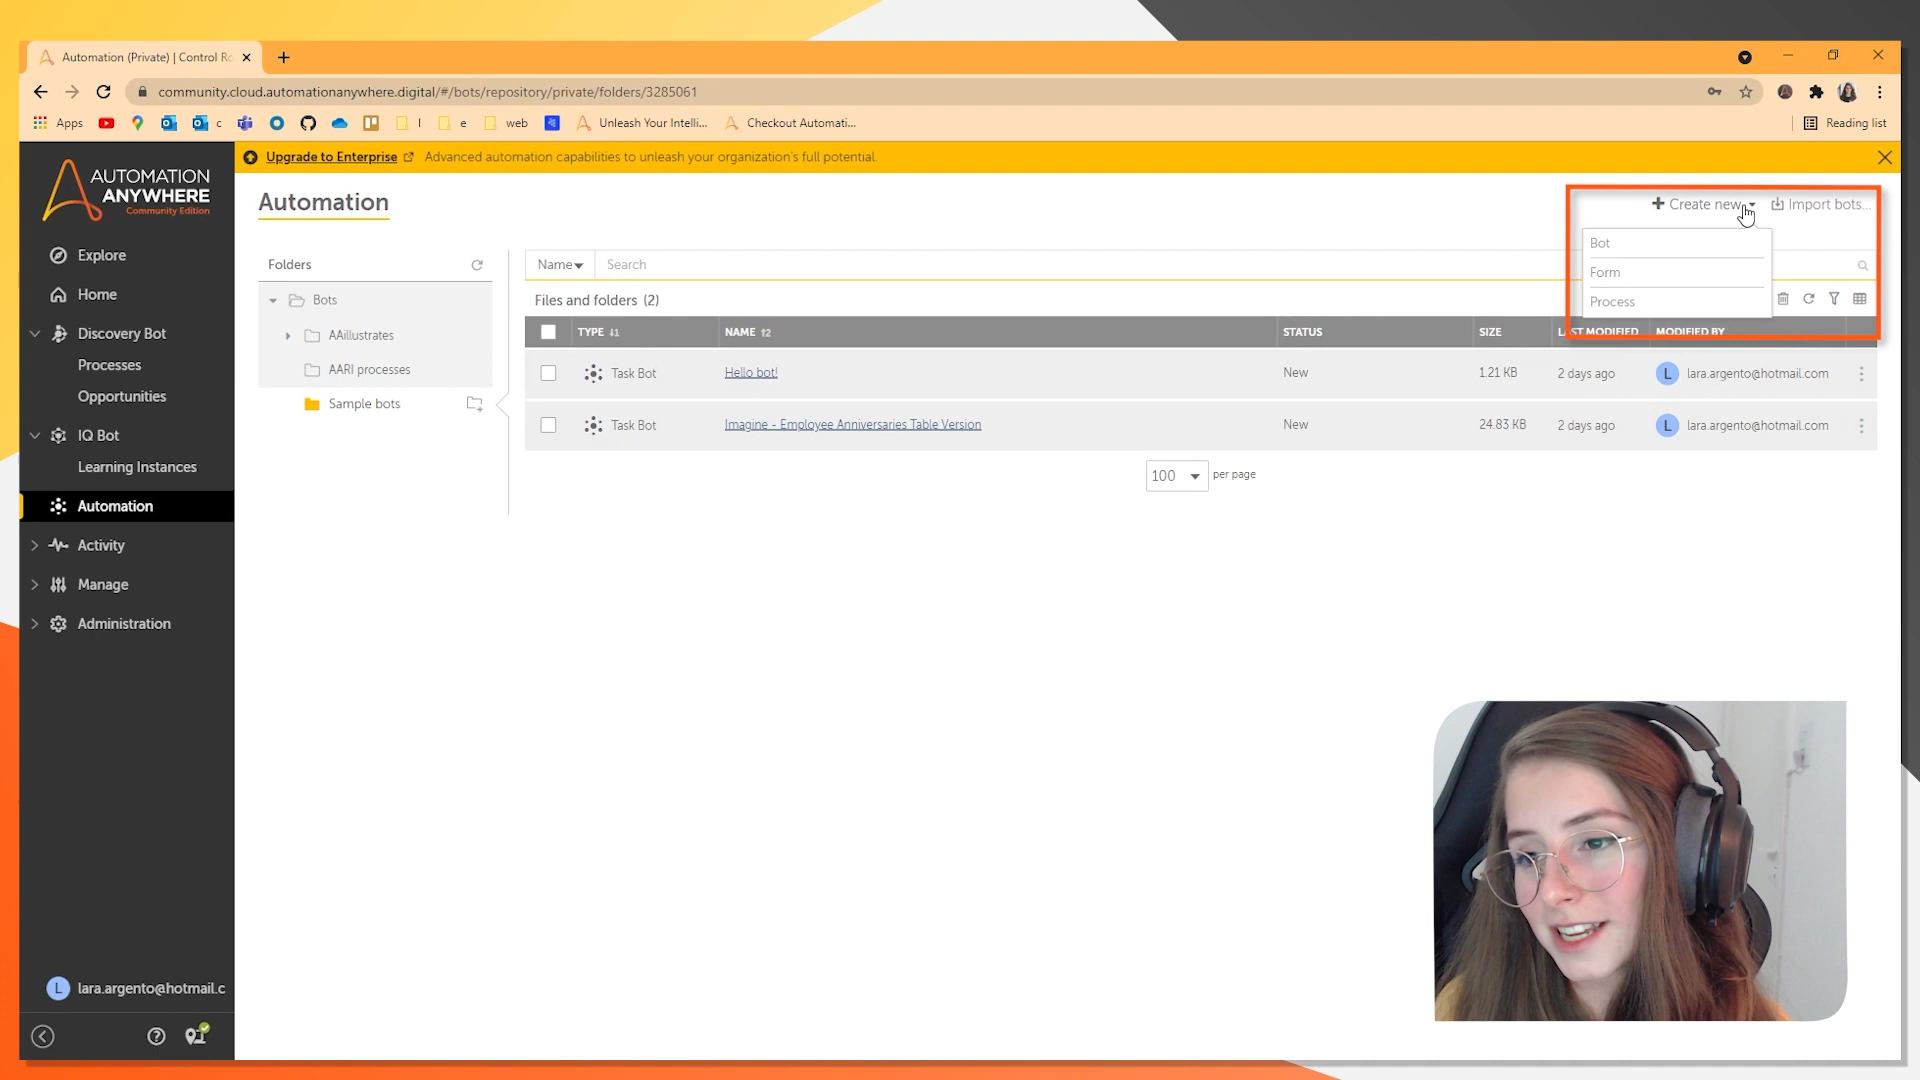 Automation (Private) | Control Ro
community.cloud.automationanywhere.digital/#/bots/repository/private/folders/3285061
Apps c l e web Unleash Your Intelli... Checkout Automati... Reading list
Upgrade to Enterprise Advanced automation capabilities to unleash your organization's full potential.
AUTOMATION
ANYWHERE
Community Edition
Explore
Home
Discovery Bot
Processes
Opportunities
IQ Bot
Learning Instances
Automation
Activity
Manage
Administration
L lara.argento@hotmail.c
Automation
Create new Import bots...
Bot
Form
Process
Folders
Bots
AAillustrates
AARI processes
Sample bots
Name Search
Files and folders (2)
TYPE NAME STATUS SIZE LAST MODIFIED MODIFIED BY
Task Bot Hello bot! New 1.21 KB 2 days ago L lara.argento@hotmail.com
Task Bot Imagine - Employee Anniversaries Table Version New 24.83 KB 2 days ago L lara.argento@hotmail.com
100 per page